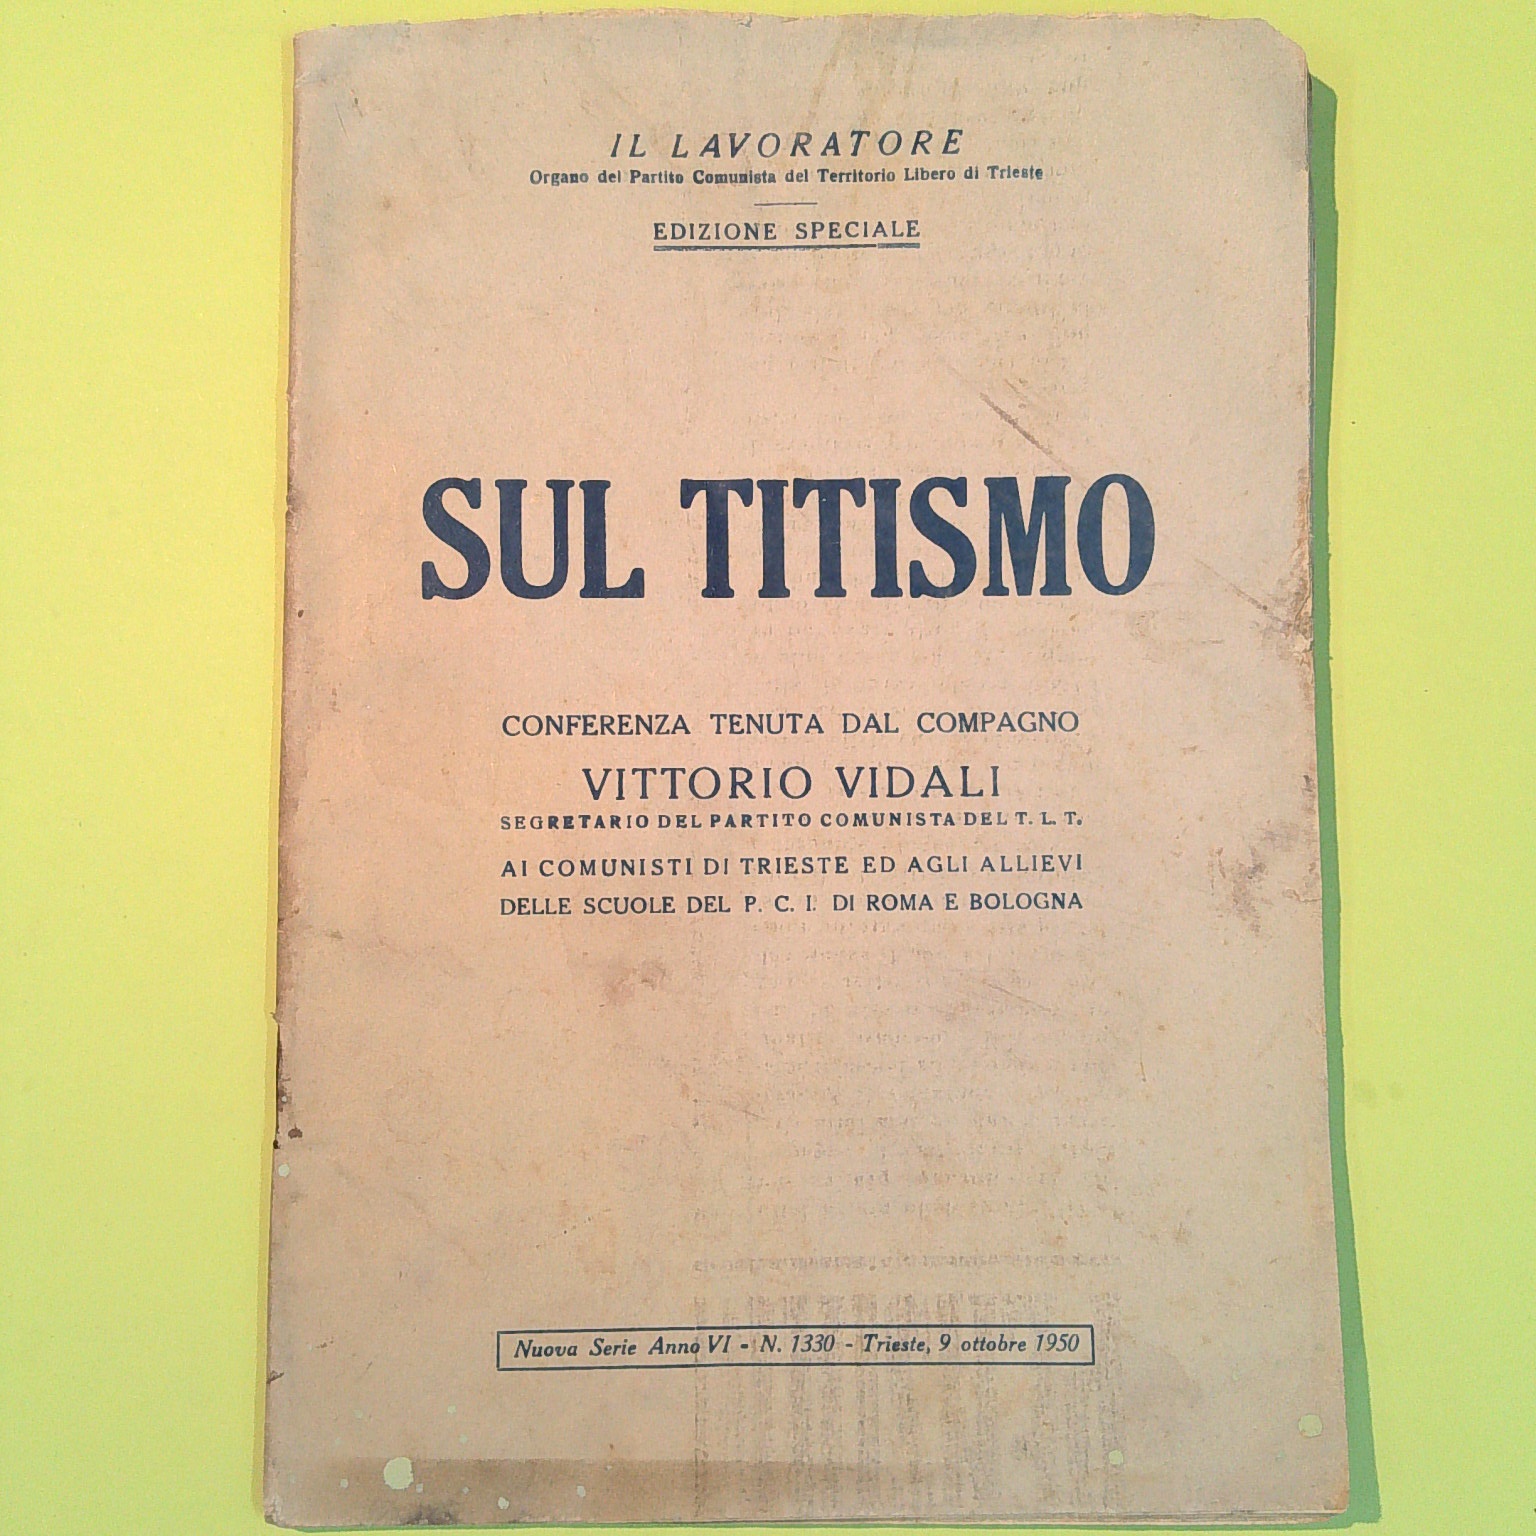 IL LAVORATORE
Organo del Partito Comunista del Territorio Libero di Trieste
EDIZIONE SPECIALE
SUL TITISMO
CONFERENZA TENUTA DAL COMPAGNO
VITTORIO VIDALI
SEGRETARIO DEL PARTITO COMUNISTA DEL T. L. T.
AI COMUNISTI DI TRIESTE ED AGLI ALLIEVI
DELLE SCUOLE DEL P. C. I. DI ROMA E BOLOGNA
Nuova Serie Anno VI - N. 1330 - Trieste, 9 ottobre 1950